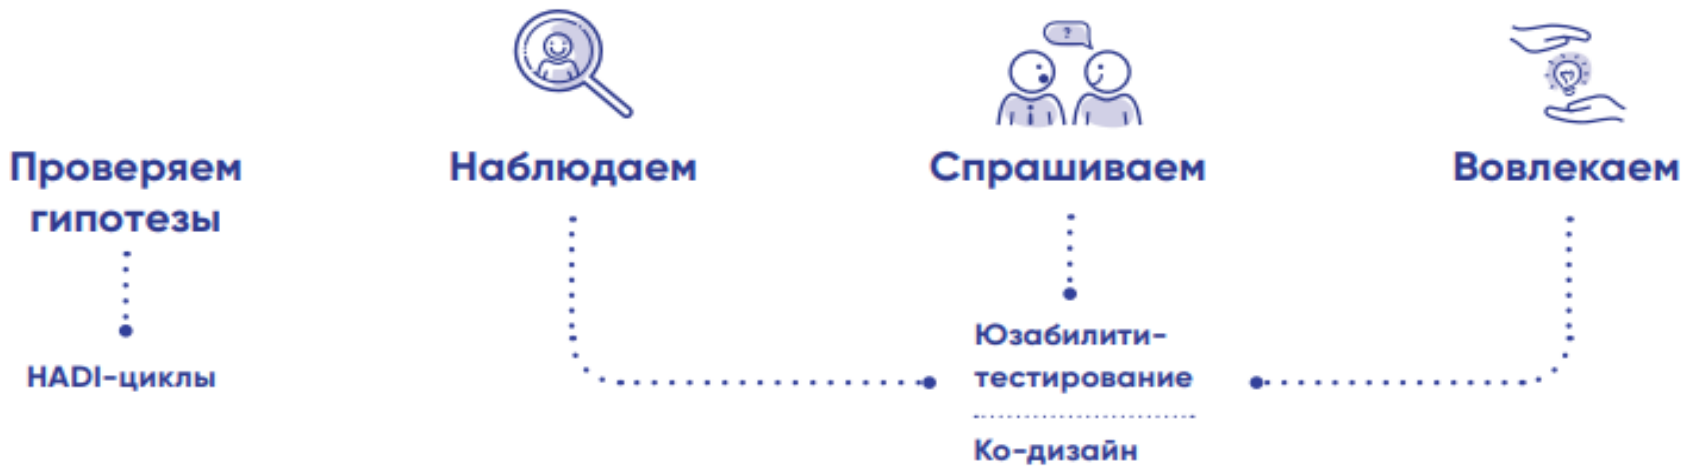 ?
Проверяем
гипотезы
Наблюдаем
Спрашиваем
Вовлекаем
HADI-циклы
Юзабилити-
тестирование
Ко-дизайн